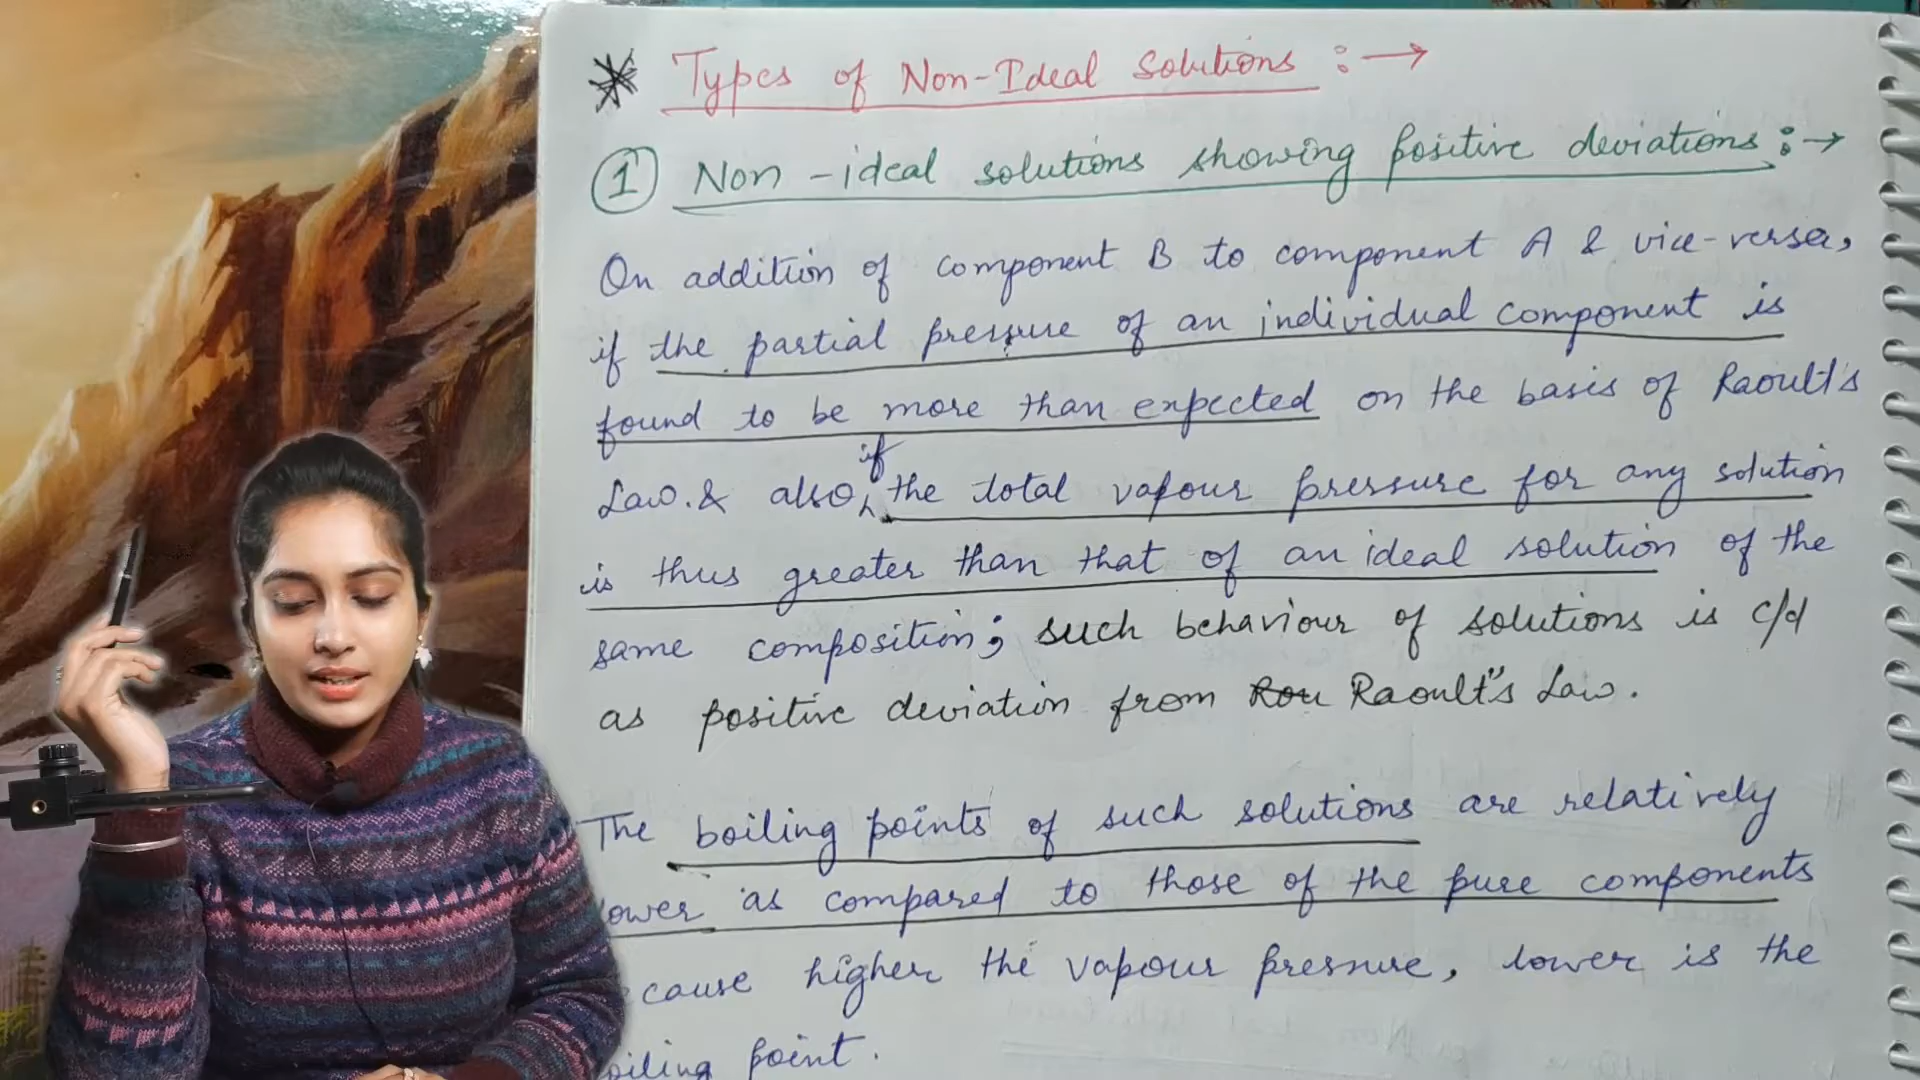 * Types of Non-Ideal Solutions :→
1 Non-ideal solutions showing positive deviations :→
On addition of component B to component A & vice-versa,
if the partial pressure of an individual component is
found to be more than expected on the basis of Raoult's
Law. & also, if the total vapour pressure for any solution
is thus greater than that of an ideal solution of the
same composition; such behaviour of solutions is c/d
as positive deviation from Rou Raoult's Law.
The boiling points of such solutions are relatively
lower as compared to those of the pure components
cause higher the vapour pressure, lower is the
oiling point.